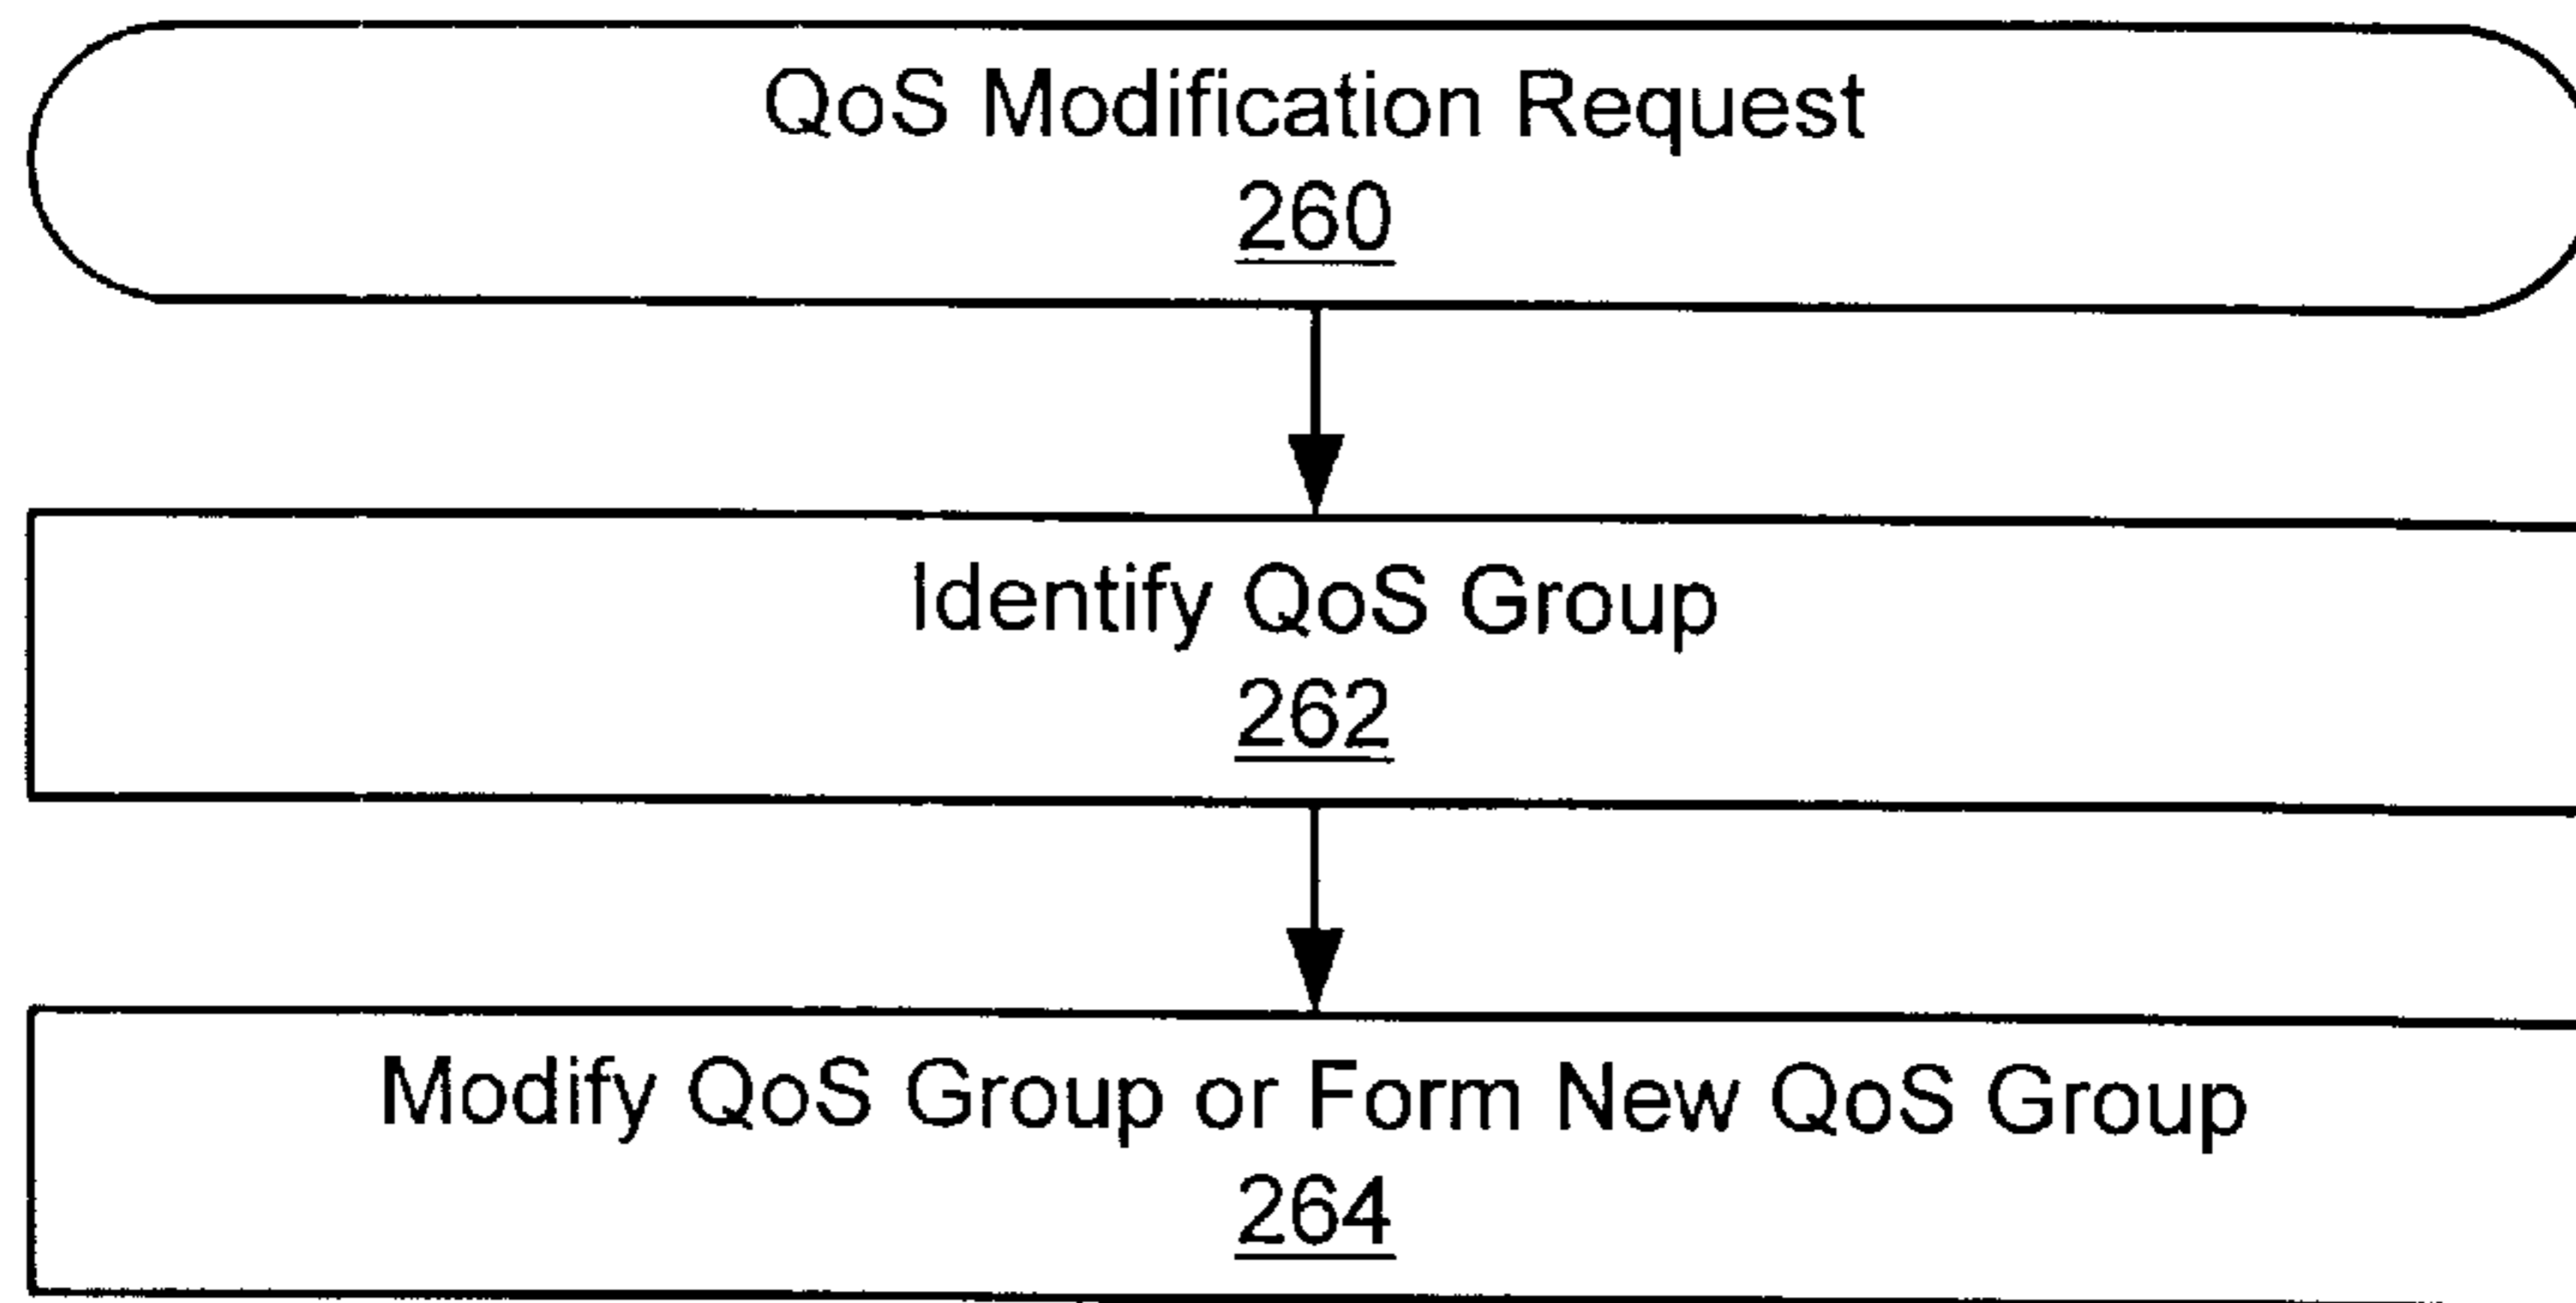 QoS Modification Request
260
Identify QoS Group
262
Modify QoS Group or Form New QoS Group
264